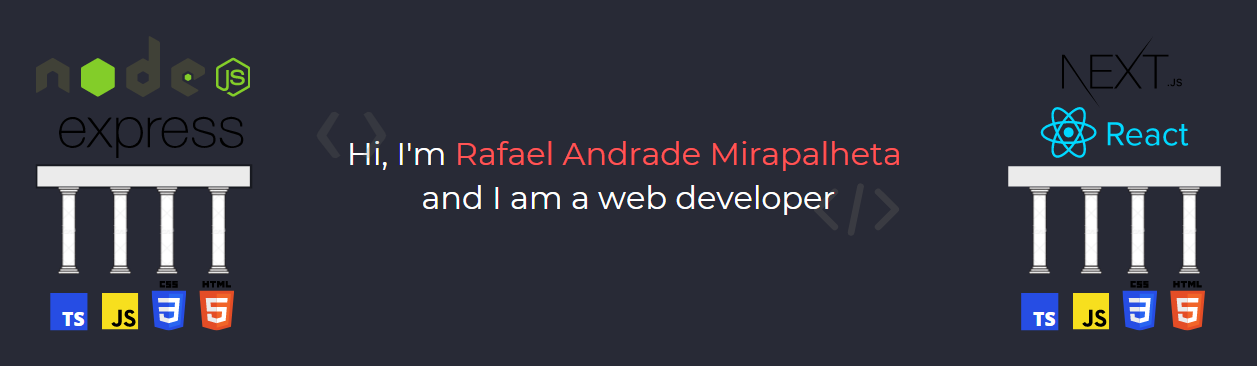 node
JS
express
TS
JS
CSS
3
HTML
5
< >
Hi, I'm Rafael Andrade Mirapalheta
and I am a web developer
</>
NEXT.JS
React
TS
JS
CSS
3
HTML
5